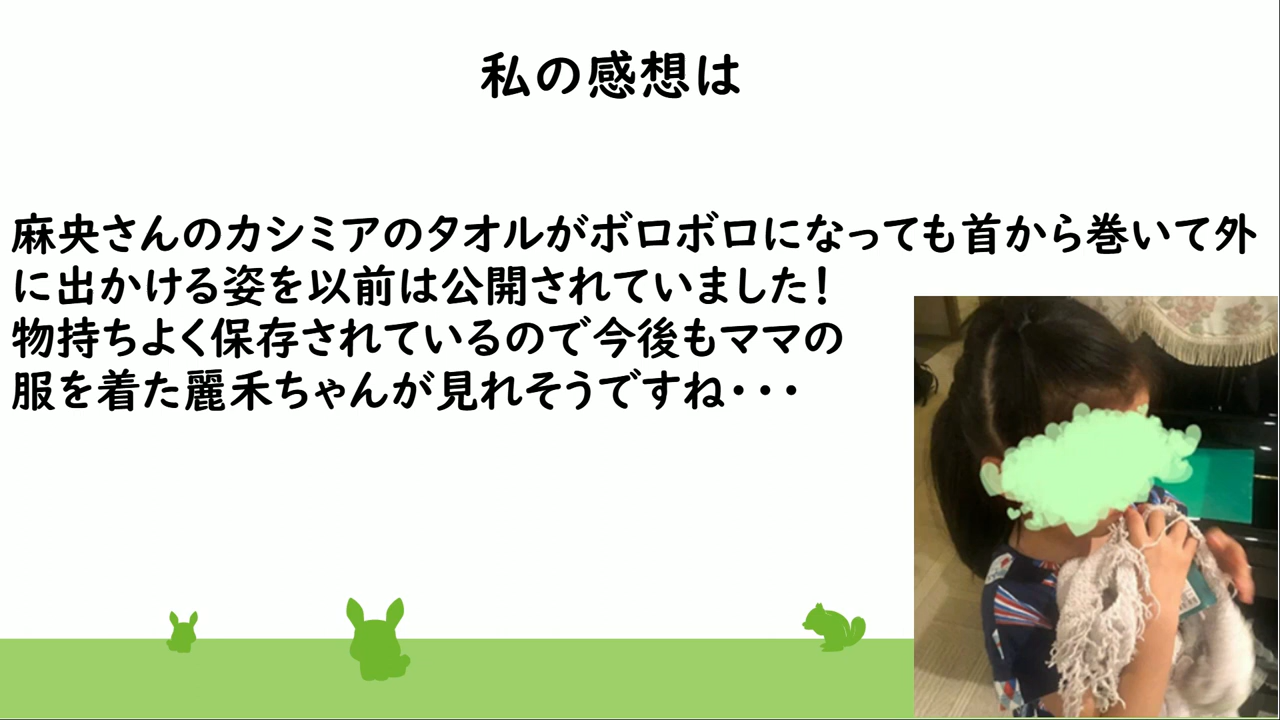 私の感想は
麻央さんのカシミアのタオルがボロボロになっても首から巻いて外
に出かける姿を以前は公開されていました！
物持ちよく保存されているので今後もママの
服を着た麗禾ちゃんが見れそうですね・・・